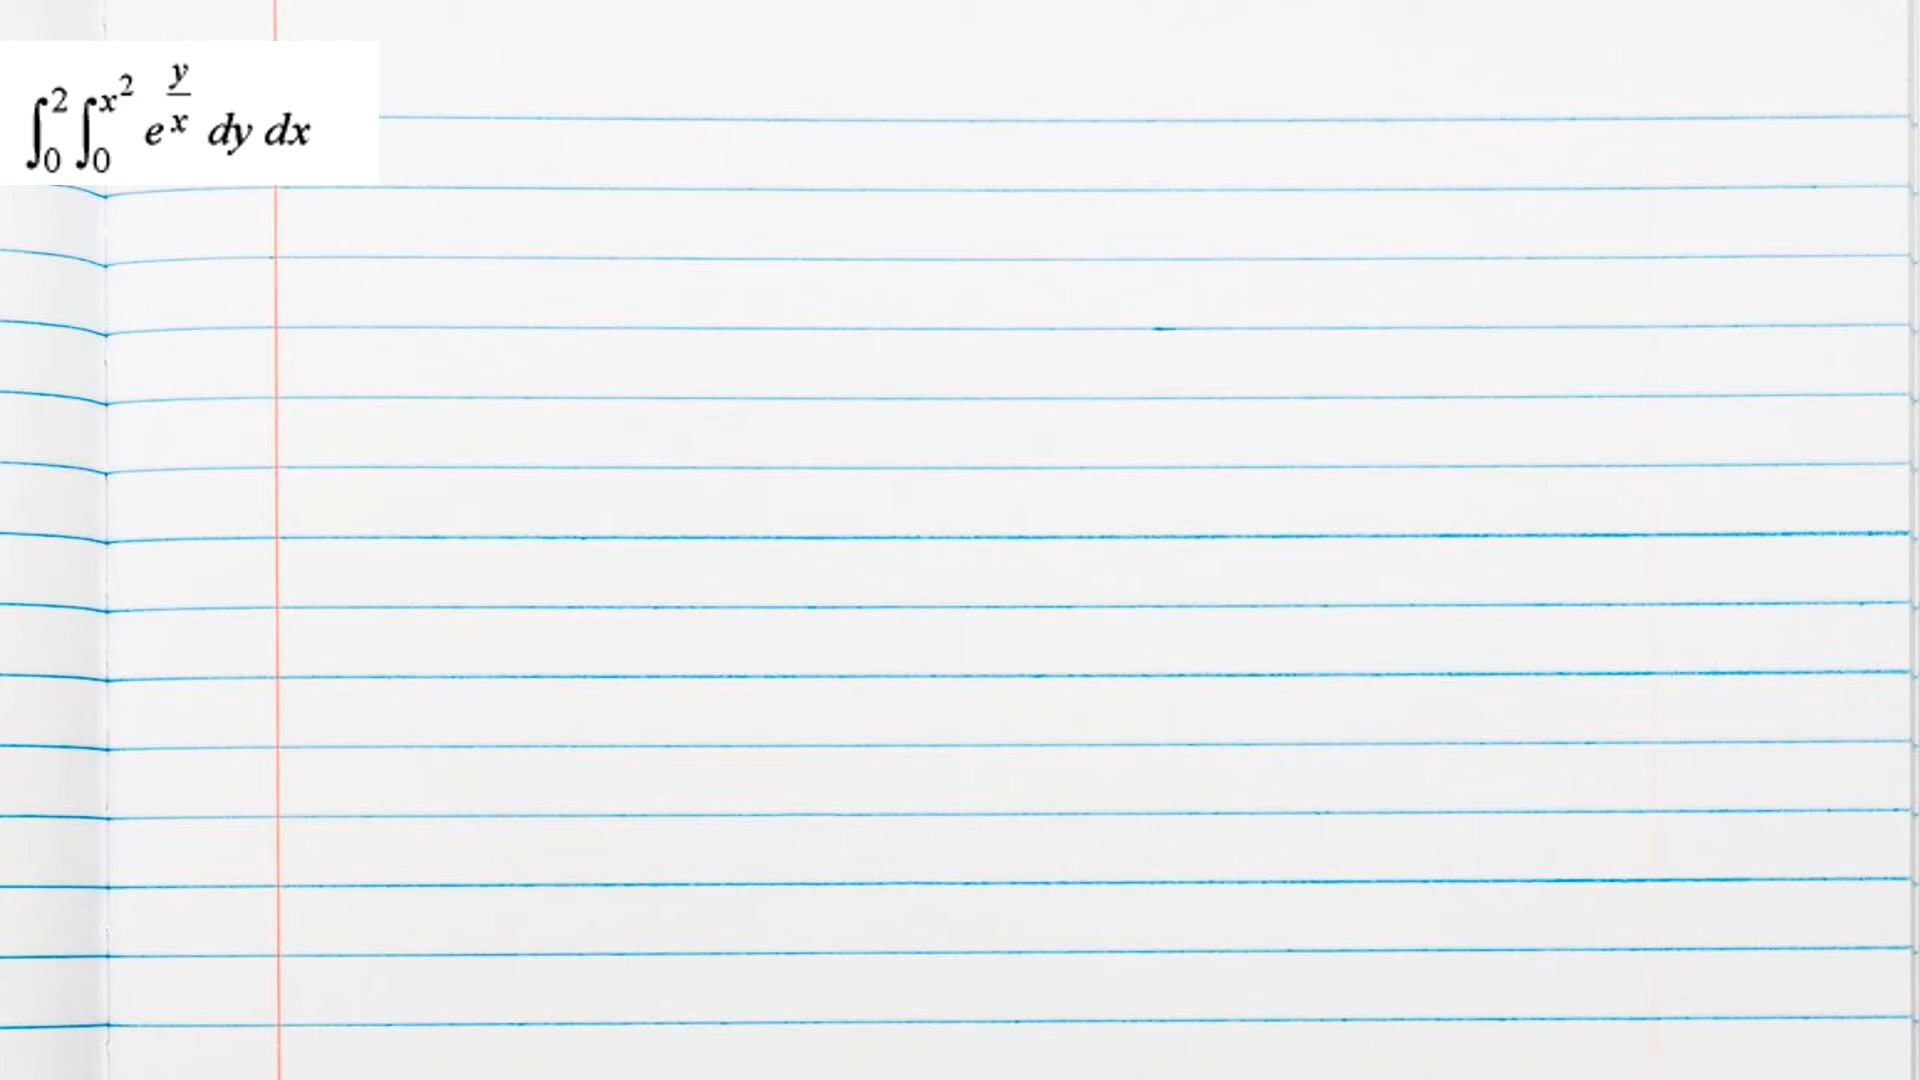 ∫₀² ∫₀^{x²} e^{y/x} dy dx